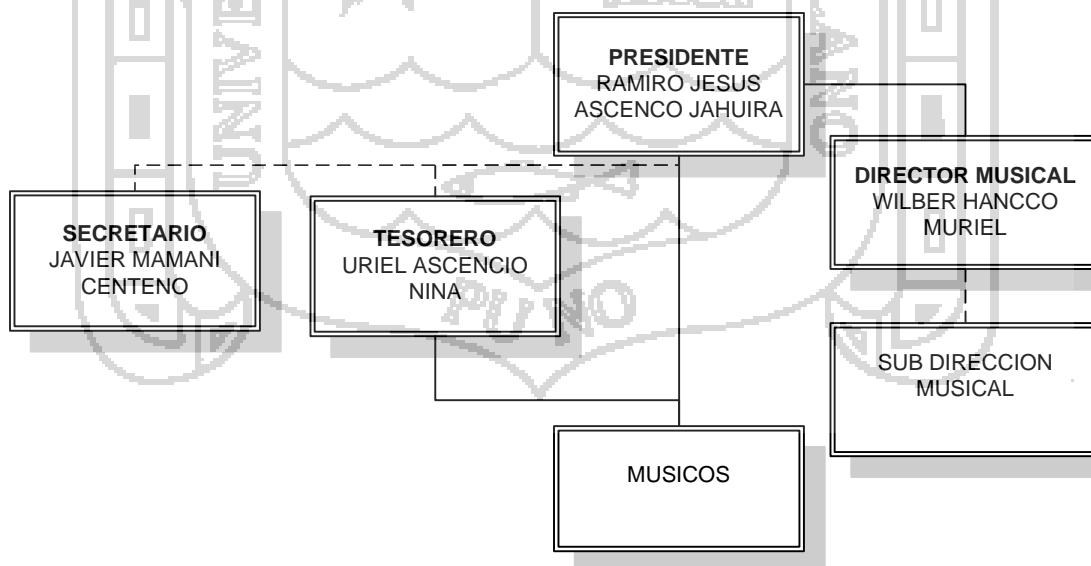 PRESIDENTE
RAMIRO JESUS
ASCENCO JAHUIRA
DIRECTOR MUSICAL
WILBER HANCCO
MURIEL
SECRETARIO
JAVIER MAMANI
CENTENO
TESORERO
URIEL ASCENCIO
NINA
SUB DIRECCION
MUSICAL
MUSICOS
PUNO